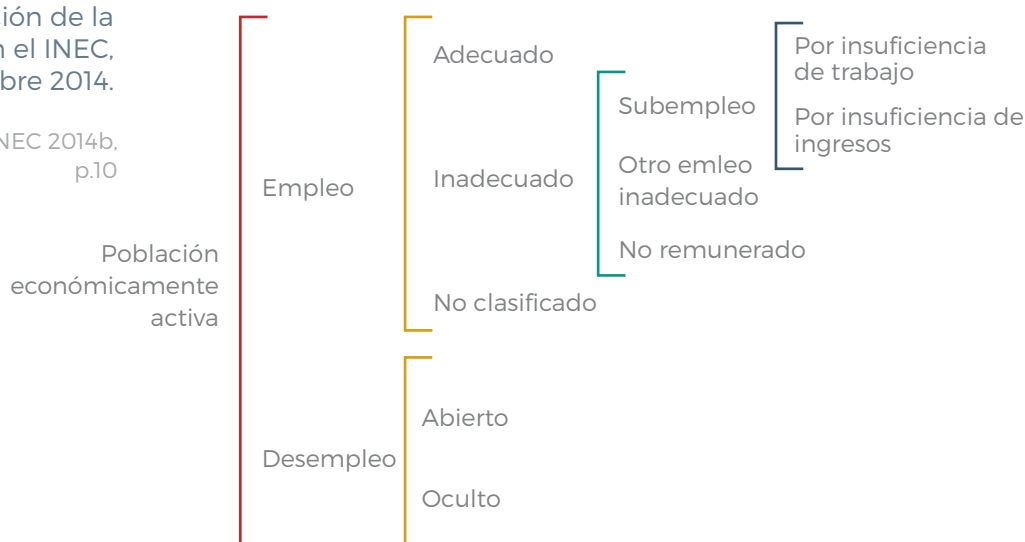 ción de la
n el INEC,
bre 2014.
NEC 2014b,
p.10
Población
económicamente
activa
Empleo
Desempleo
Adecuado
Inadecuado
No clasificado
Abierto
Oculto
Subempleo
Otro emleo
inadecuado
No remunerado
Por insuficiencia
de trabajo
Por insuficiencia de
ingresos